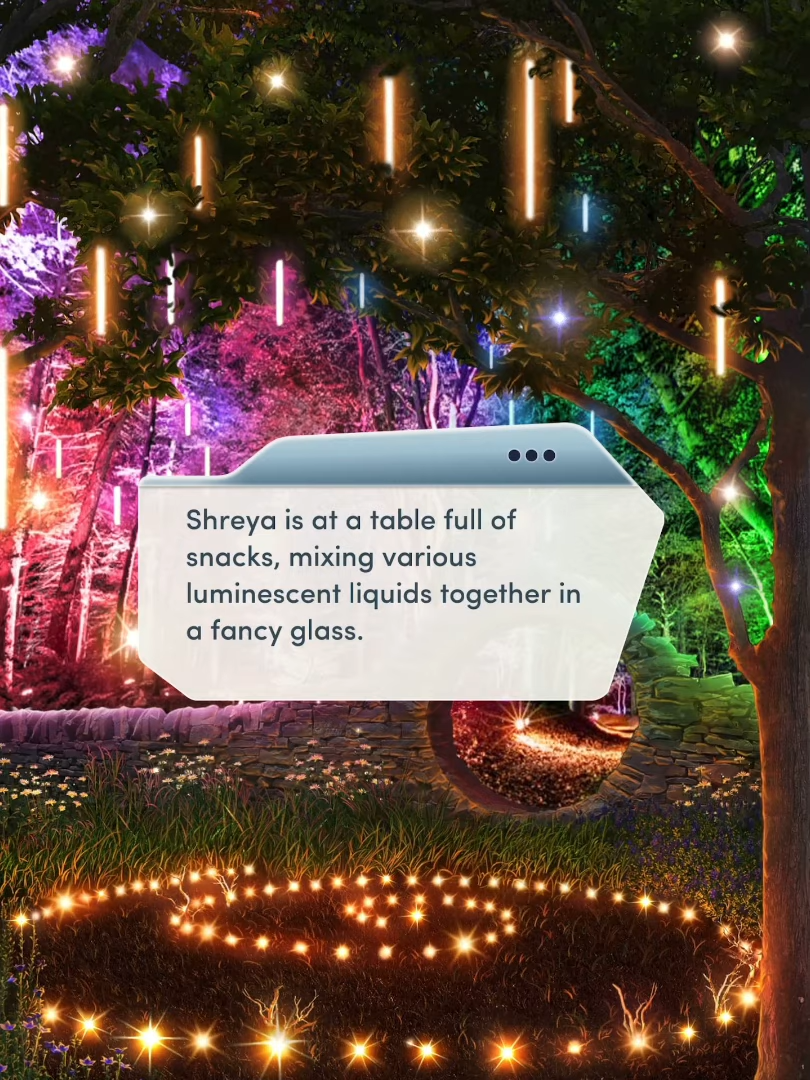 Shreya is at a table full of
snacks, mixing various
luminescent liquids together in
a fancy glass.